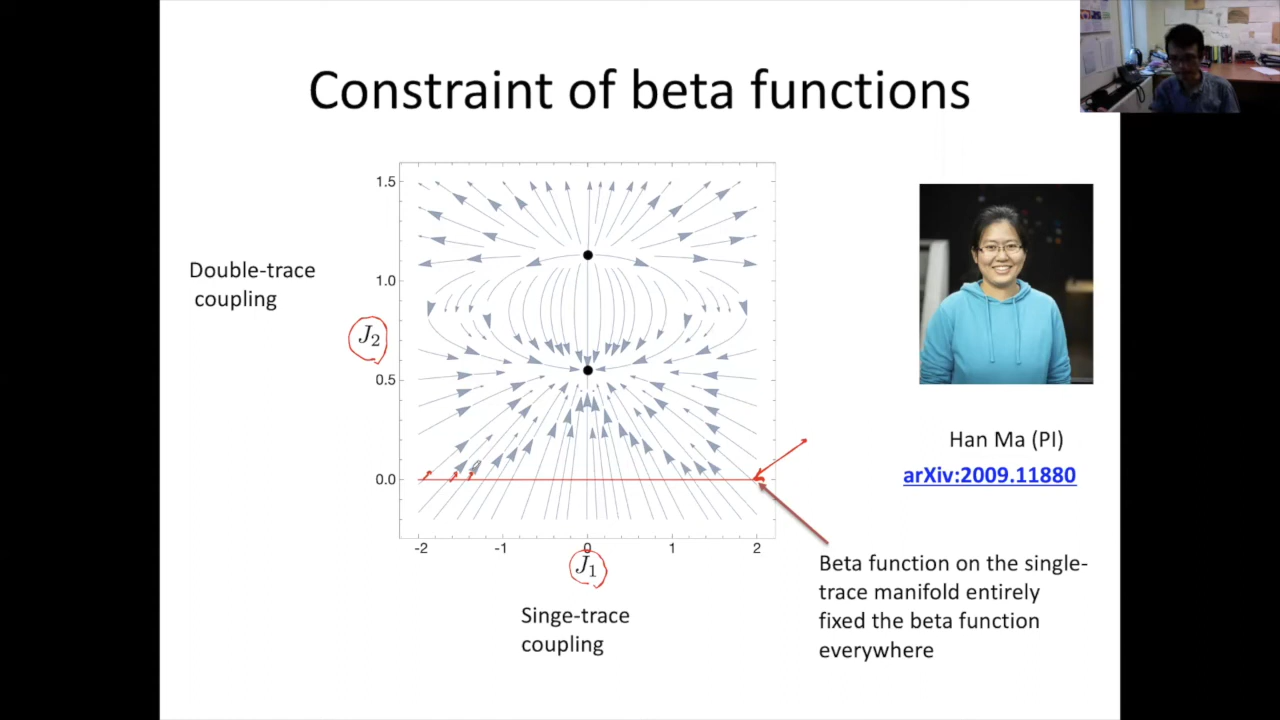 Constraint of beta functions
Double-trace
coupling
J₂
1.5
1.0
0.5
0.0
-2
-1
0
1
2
J₁
Singe-trace
coupling
Han Ma (PI)
arXiv:2009.11880
Beta function on the single-
trace manifold entirely
fixed the beta function
everywhere